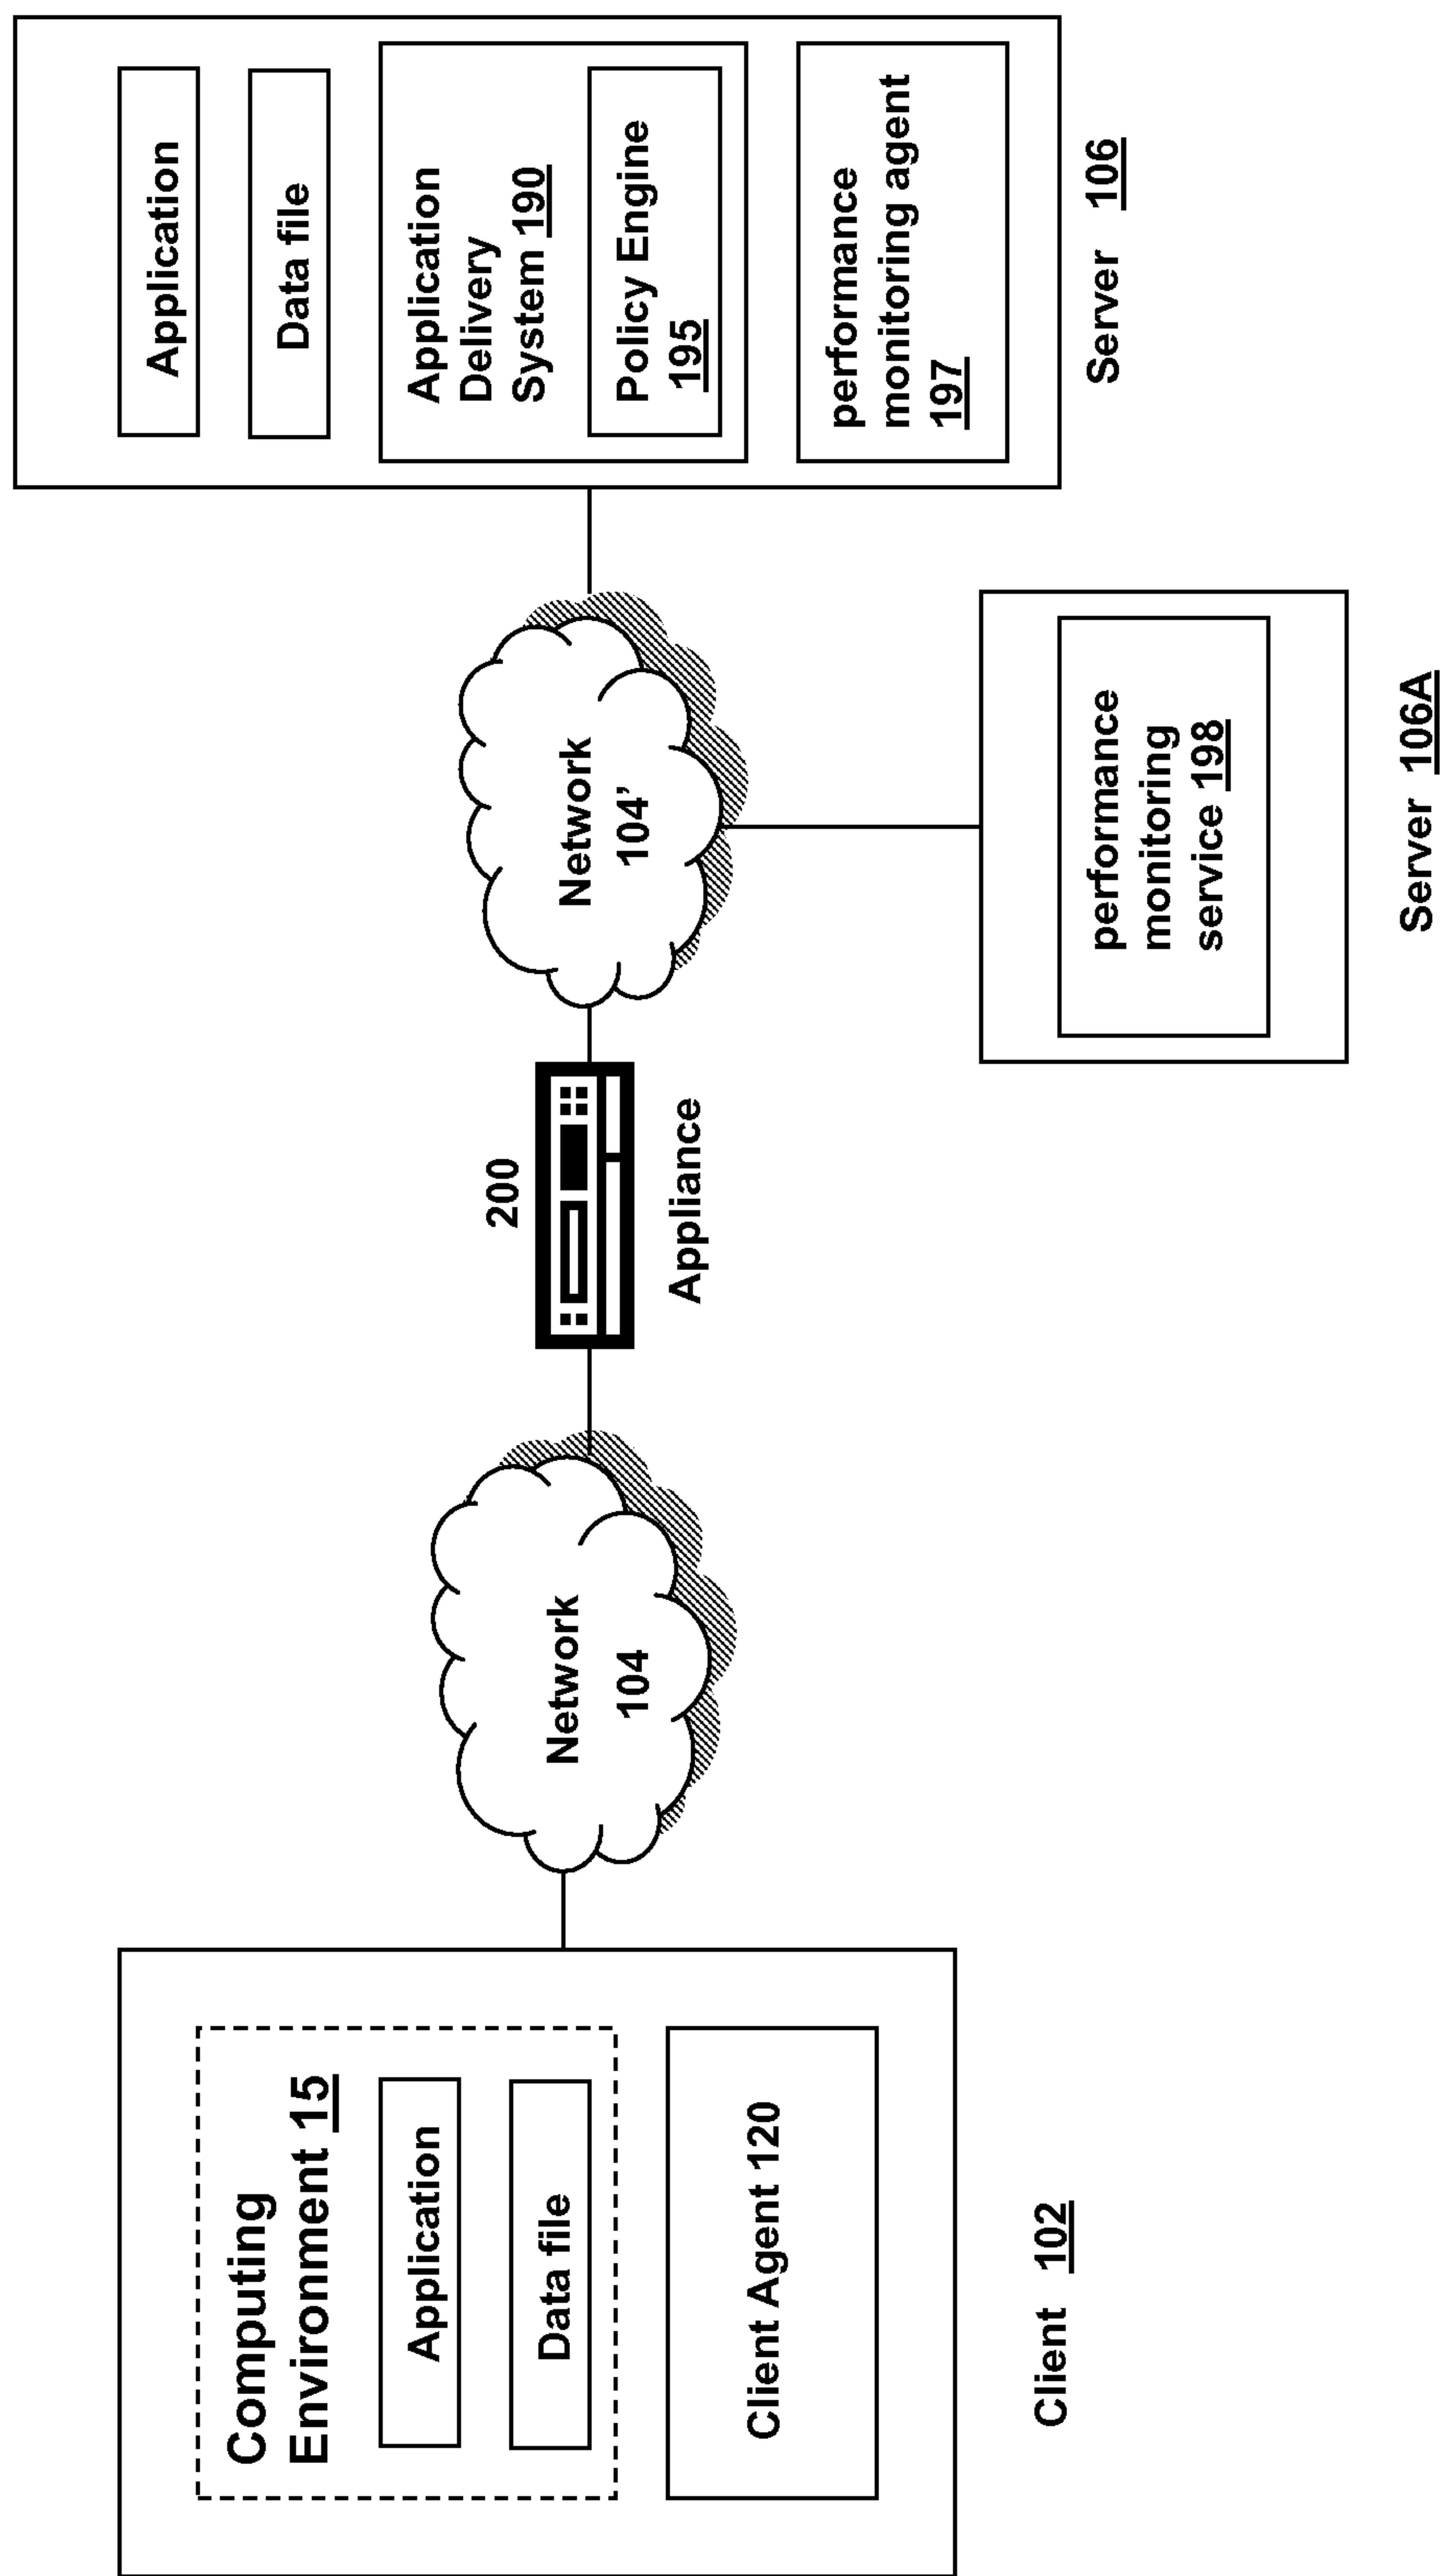 Computing
Environment 15
Application
Data file
Client Agent 120
Client 102
Network
104
200
Appliance
Network
104’
performance
monitoring
service 198
Server 106A
Application
Data file
Application
Delivery
System 190
Policy Engine
195
performance
monitoring agent
197
Server 106